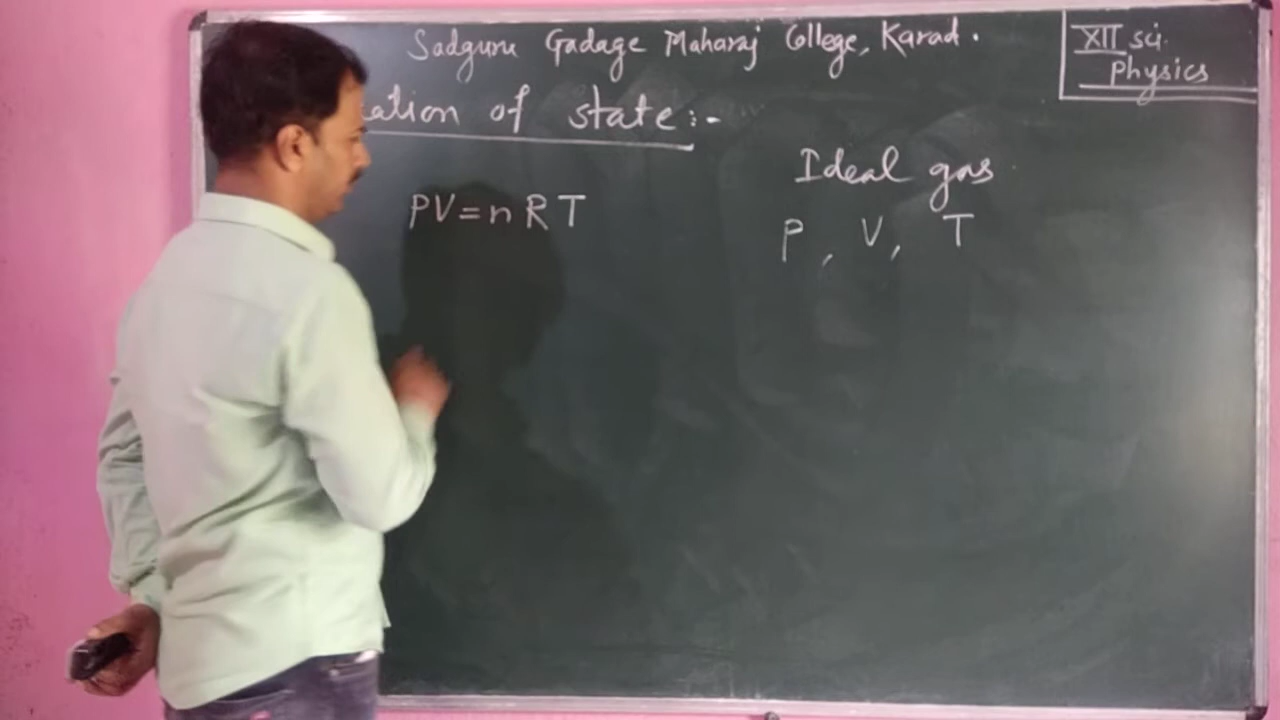 Sadguru Gadage Maharaj College, Karad.
XII sci.
Physics
ation of state:-
Ideal gas
PV=nRT
P, V, T